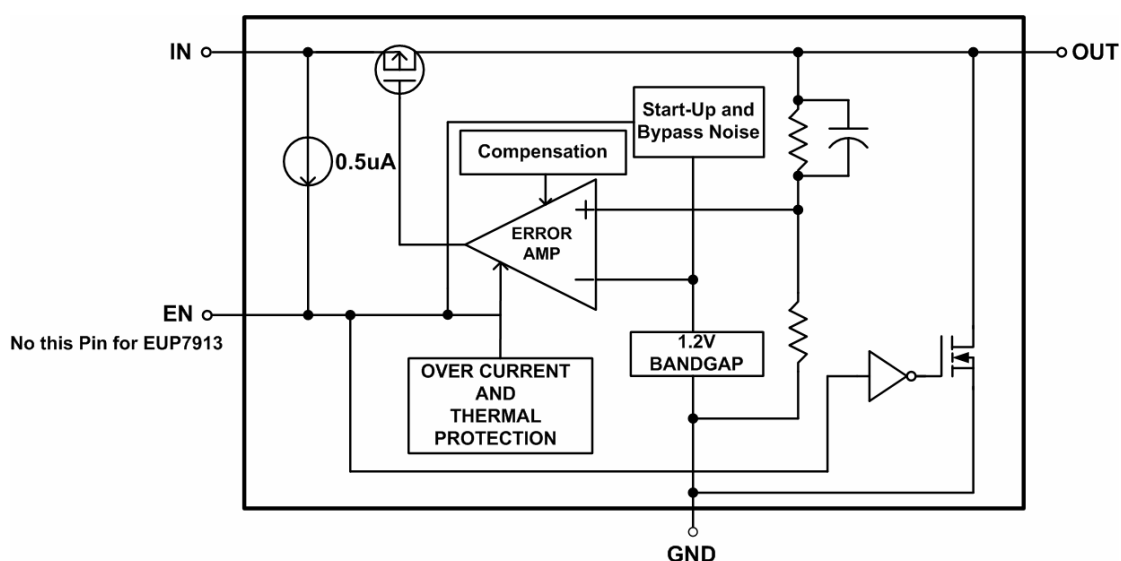 IN
OUT
Start-Up and
Bypass Noise
Compensation
0.5uA
+
ERROR
AMP
−
EN
No this Pin for EUP7913
1.2V
BANDGAP
OVER CURRENT
AND
THERMAL
PROTECTION
GND